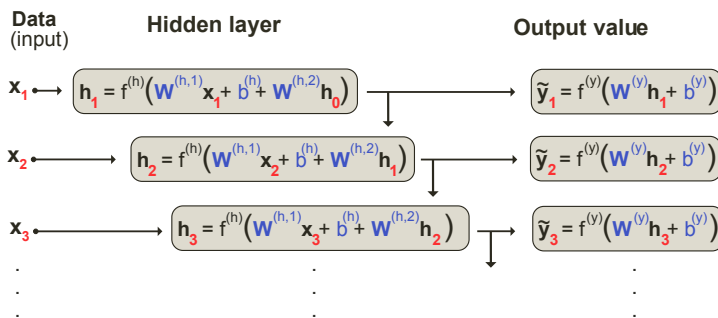 Data Hidden layer Output value
(input)
x₁ h₁ = f⁽ʰ⁾(W⁽ʰ,¹⁾x₁+ b⁽ʰ⁾+ W⁽ʰ,²⁾h₀) ỹ₁ = f⁽ʸ⁾(W⁽ʸ⁾h₁+ b⁽ʸ⁾)
x₂ h₂ = f⁽ʰ⁾(W⁽ʰ,¹⁾x₂+ b⁽ʰ⁾+ W⁽ʰ,²⁾h₁) ỹ₂ = f⁽ʸ⁾(W⁽ʸ⁾h₂+ b⁽ʸ⁾)
x₃ h₃ = f⁽ʰ⁾(W⁽ʰ,¹⁾x₃+ b⁽ʰ⁾+ W⁽ʰ,²⁾h₂) ỹ₃ = f⁽ʸ⁾(W⁽ʸ⁾h₃+ b⁽ʸ⁾)
. . .
. . .
. . .